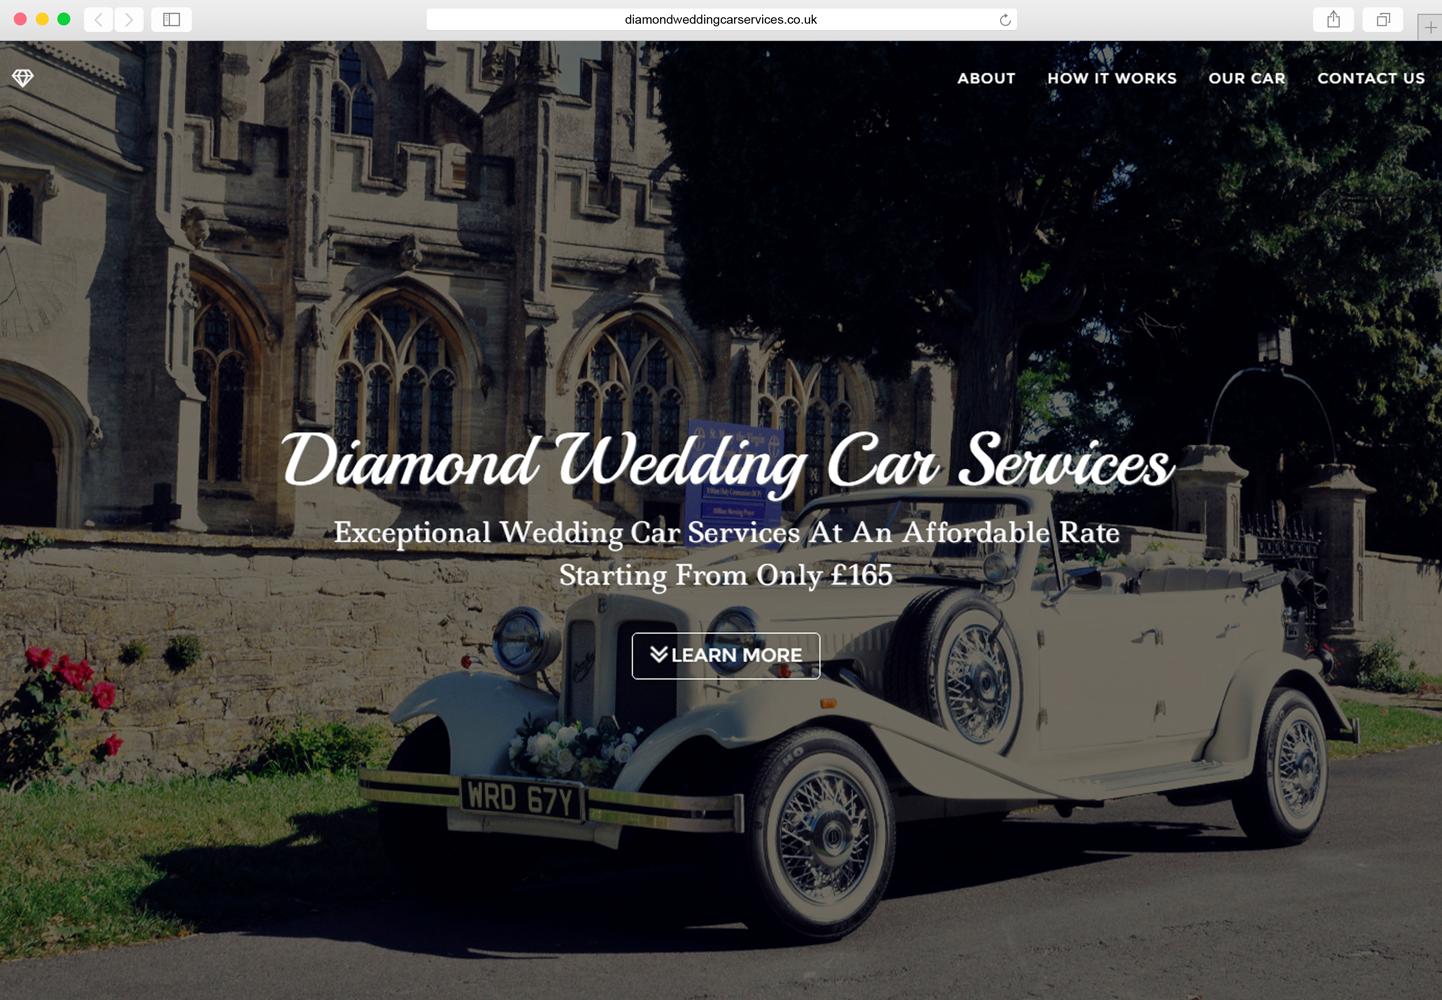 diamondweddingcarservices.co.uk
ABOUT HOW IT WORKS OUR CAR CONTACT US
Diamond Wedding Car Services
Exceptional Wedding Car Services At An Affordable Rate
Starting From Only £165
LEARN MORE
WRD 67Y